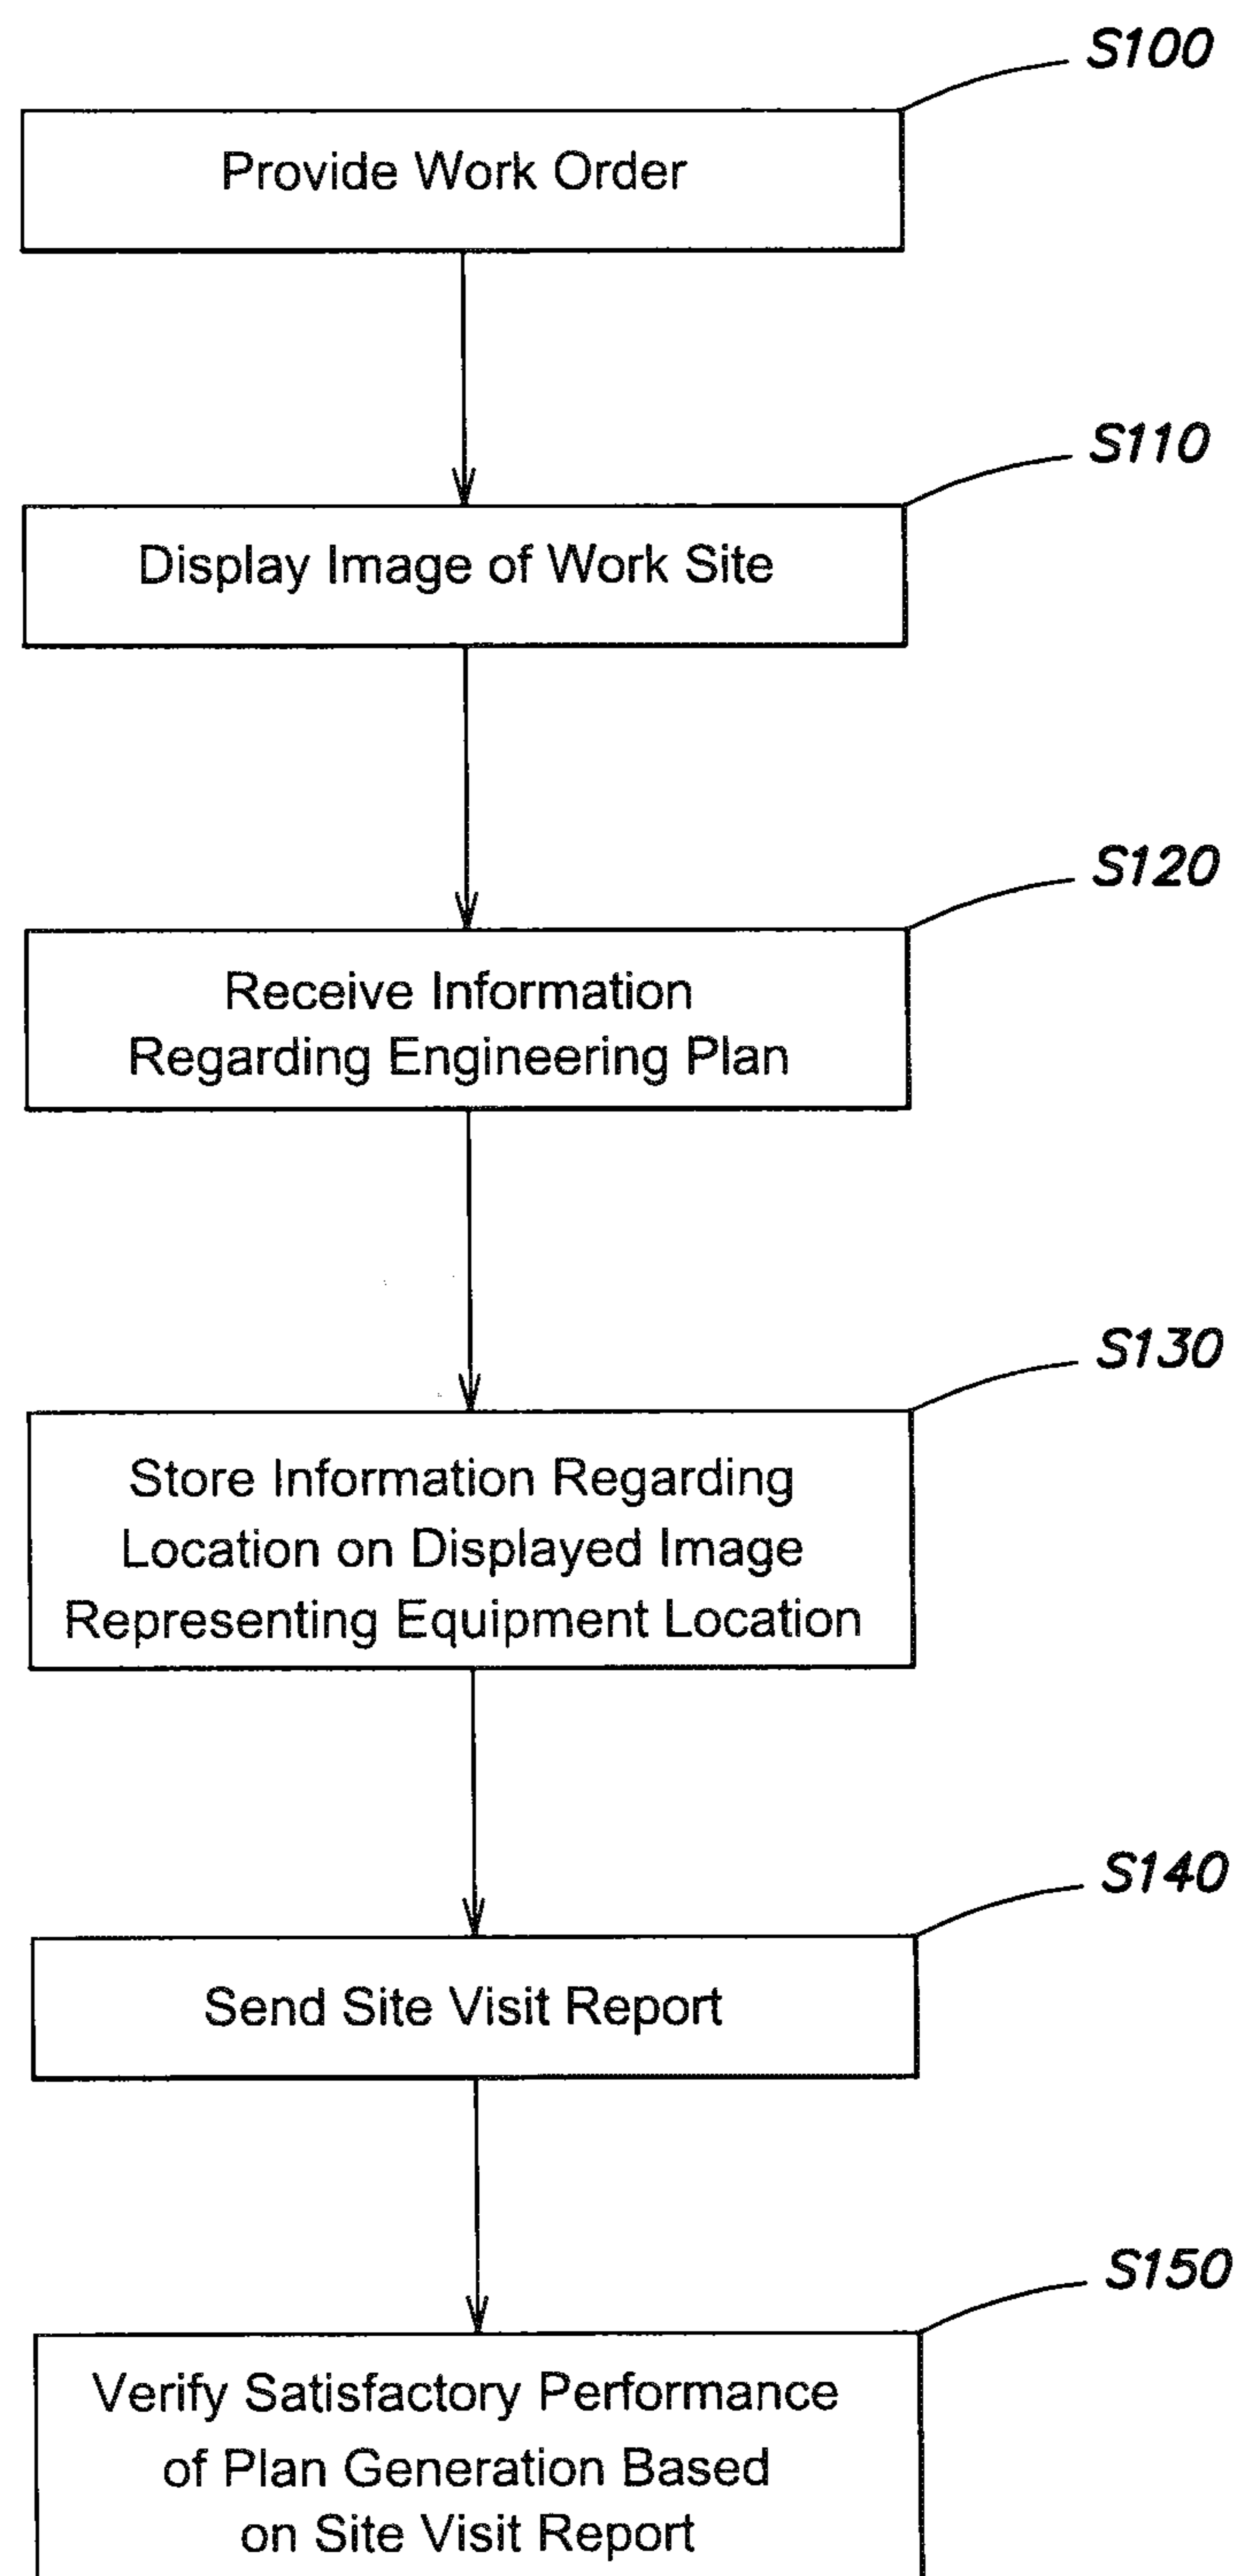 S100
Provide Work Order
S110
Display Image of Work Site
S120
Receive Information
Regarding Engineering Plan
S130
Store Information Regarding
Location on Displayed Image
Representing Equipment Location
S140
Send Site Visit Report
S150
Verify Satisfactory Performance
of Plan Generation Based
on Site Visit Report